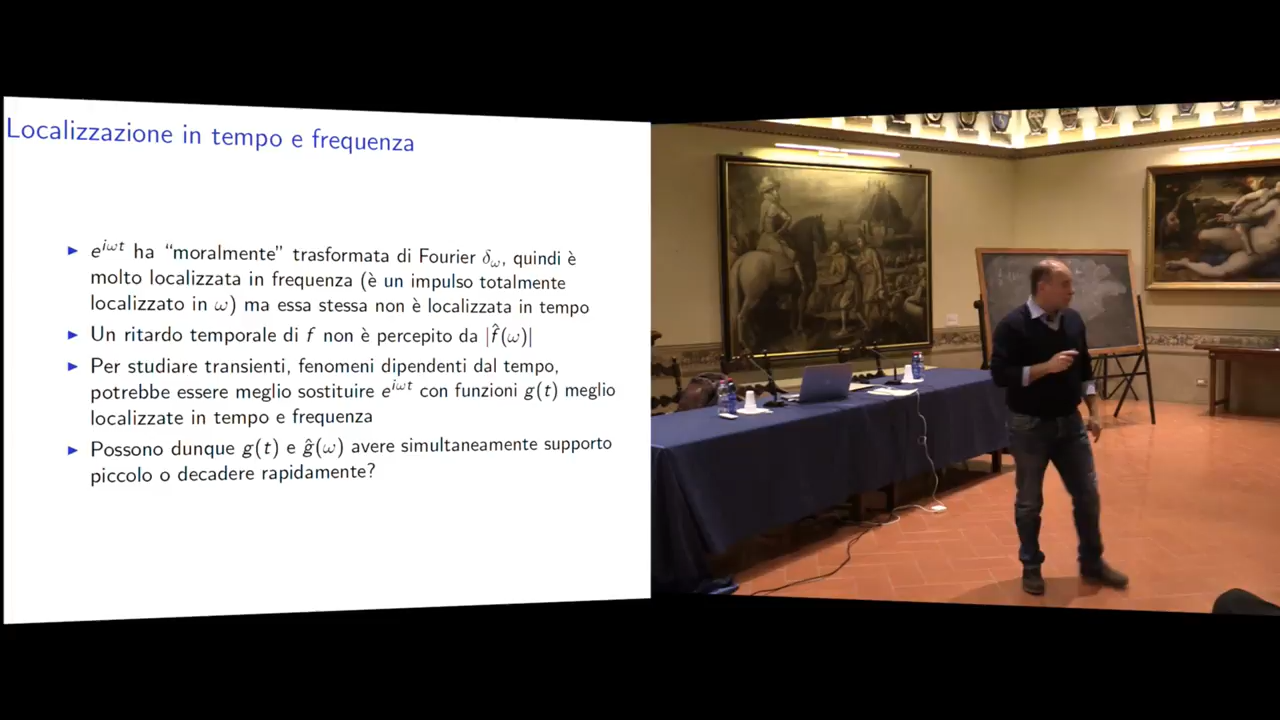 Localizzazione in tempo e frequenza
▶ e^{iωt} ha “moralmente” trasformata di Fourier δ_ω, quindi è
molto localizzata in frequenza (è un impulso totalmente
localizzato in ω) ma essa stessa non è localizzata in tempo
▶ Un ritardo temporale di f non è percepito da |f̂(ω)|
▶ Per studiare transienti, fenomeni dipendenti dal tempo,
potrebbe essere meglio sostituire e^{iωt} con funzioni g(t) meglio
localizzate in tempo e frequenza
▶ Possono dunque g(t) e ĝ(ω) avere simultaneamente supporto
piccolo o decadere rapidamente?